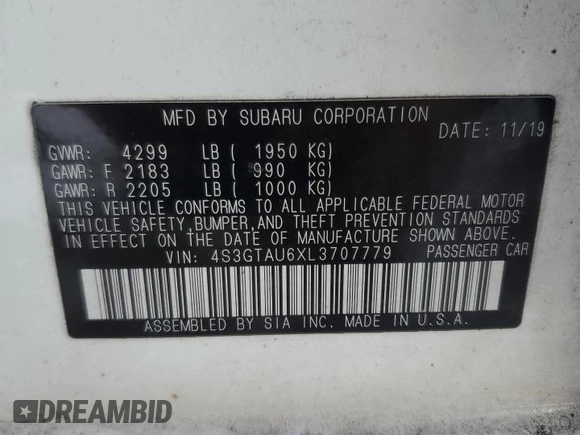 MFD BY SUBARU CORPORATION
DATE: 11/19
GVWR: 4299 LB ( 1950 KG)
GAWR: F 2183 LB ( 990 KG)
GAWR: R 2205 LB ( 1000 KG)
THIS VEHICLE CONFORMS TO ALL APPLICABLE FEDERAL MOTOR
VEHICLE SAFETY,BUMPER,AND THEFT PREVENTION STANDARDS
IN EFFECT ON THE DATE OF MANUFACTURE SHOWN ABOVE.
VIN: 4S3GTAU6XL3707779 PASSENGER CAR
ASSEMBLED BY SIA INC. MADE IN U.S.A.
DREAMBID